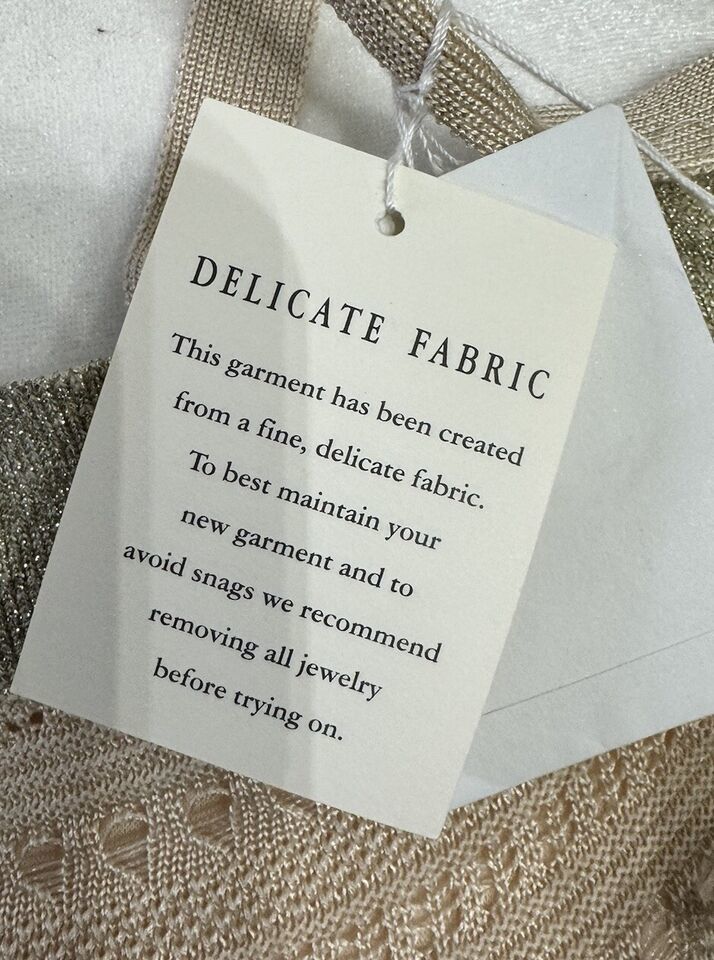 DELICATE FABRIC
This garment has been created
from a fine, delicate fabric.
To best maintain your
new garment and to
avoid snags we recommend
removing all jewelry
before trying on.